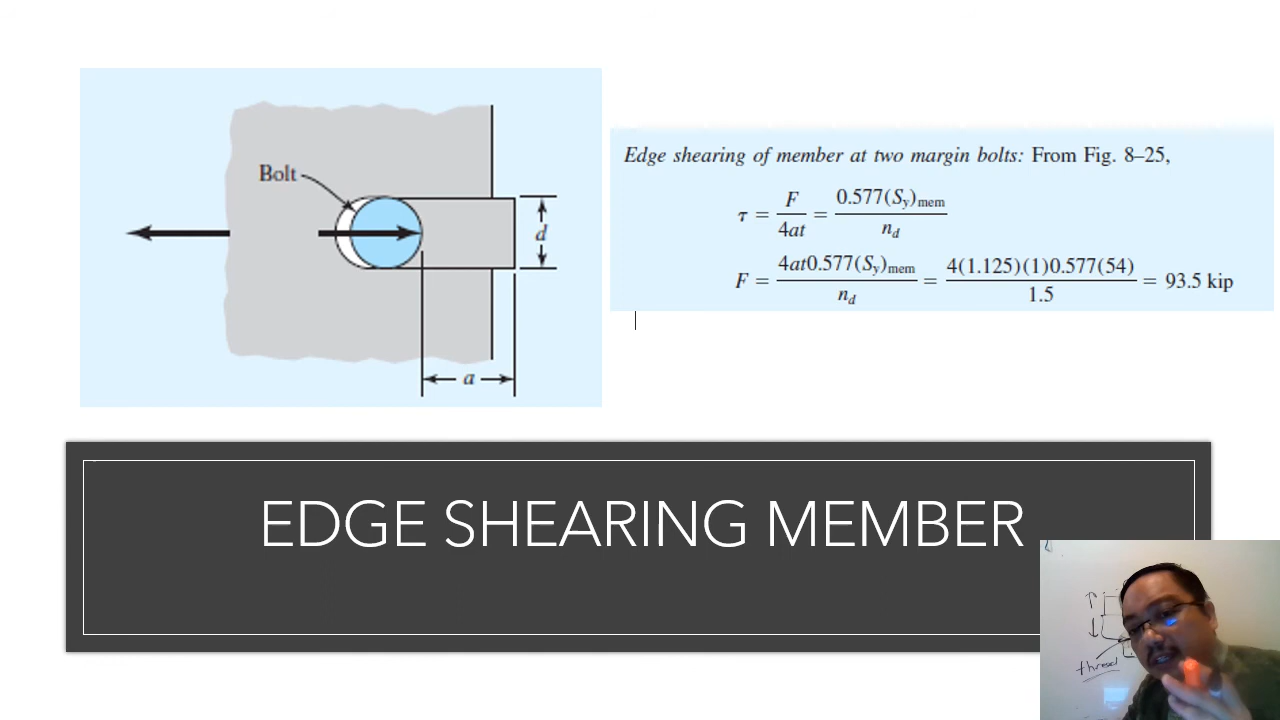 Bolt
d
a
Edge shearing of member at two margin bolts: From Fig. 8–25,
τ = F/4at = 0.577(Sy)mem/nd
F = 4at0.577(Sy)mem/nd = 4(1.125)(1)0.577(54)/1.5 = 93.5 kip
EDGE SHEARING MEMBER
thread